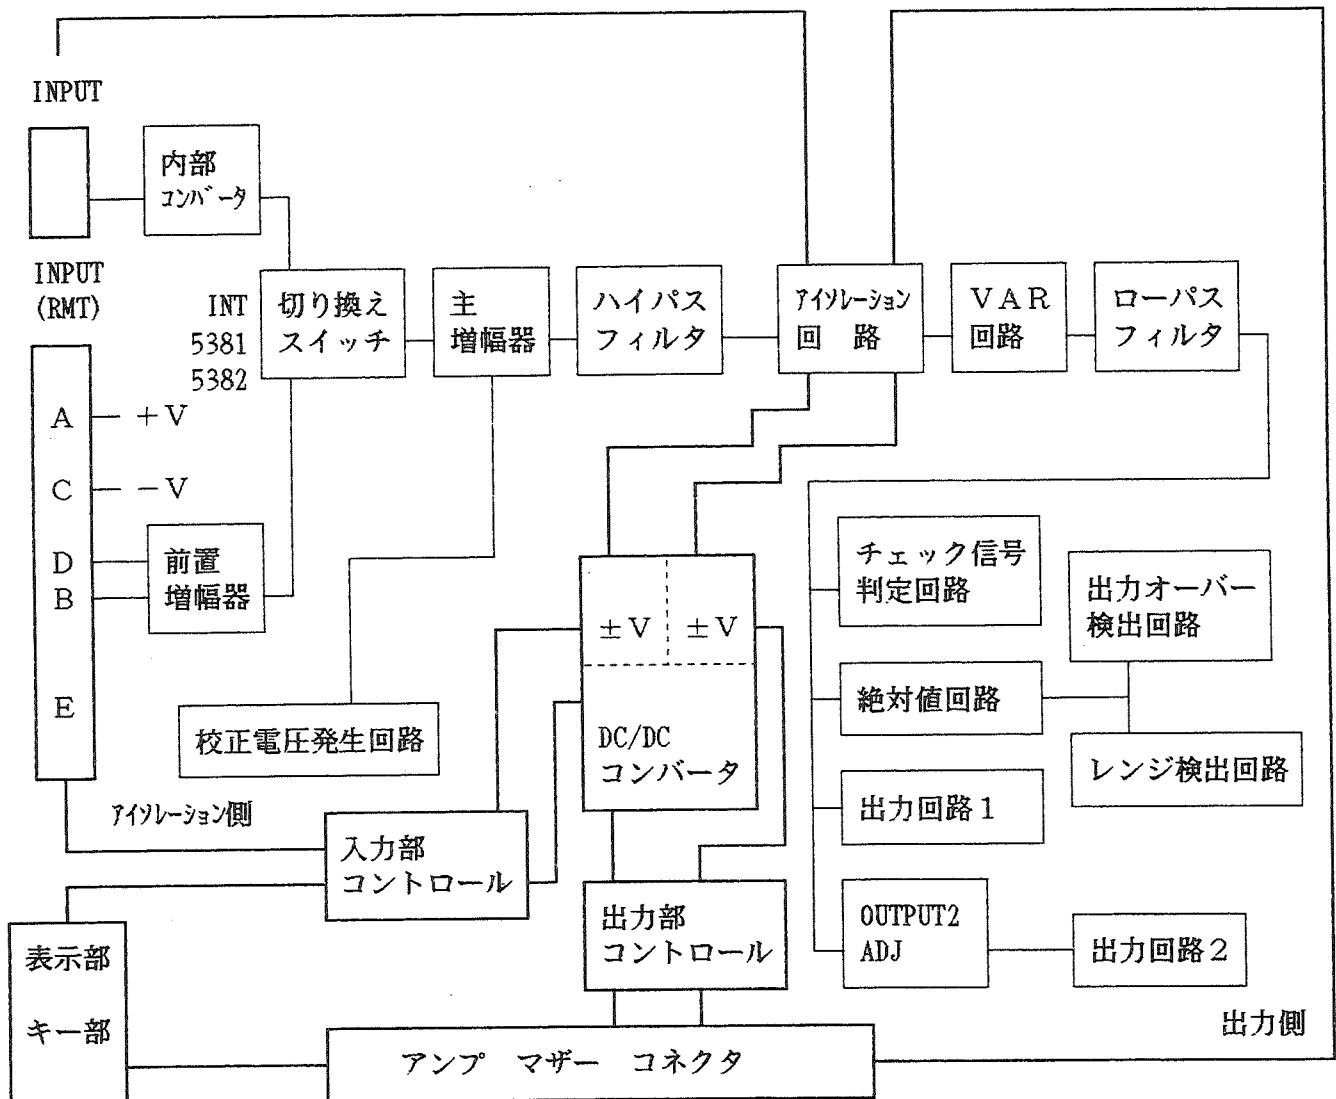 INPUT
内部
コンバータ
INPUT
(RMT)
INT
5381
5382
切り換え
スイッチ
主
増幅器
ハイパス
フィルタ
アイソレーション
回 路
VAR
回路
ローパス
フィルタ
A
+V
C
-V
D
B
前置
増幅器
E
校正電圧発生回路
アイソレーション側
±V
±V
DC/DC
コンバータ
チェック信号
判定回路
出力オーバー
検出回路
絶対値回路
レンジ検出回路
出力回路1
入力部
コントロール
出力部
コントロール
OUTPUT2
ADJ
出力回路2
表示部
キー部
アンプ マザー コネクタ
出力側